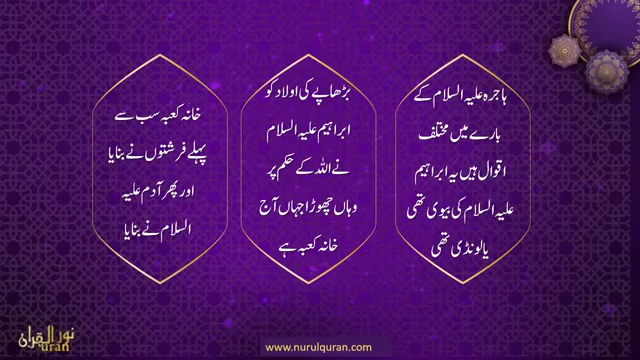 ہاجرہ علیہ السلام کے
بارے میں مختلف
اقوال ہیں یہ ابراہیم
علیہ السلام کی بیوی تھی
یا لونڈی تھی
بڑھاپے کی اولاد کو
ابراہیم علیہ السلام
نے اللہ کے حکم پر
وہاں چھوڑا جہاں آج
خانہ کعبہ ہے
خانہ کعبہ سب سے
پہلے فرشتوں نے بنایا
اور پھر آدم علیہ
السلام نے بنایا
نور القرآن
uran
www.nurulquran.com